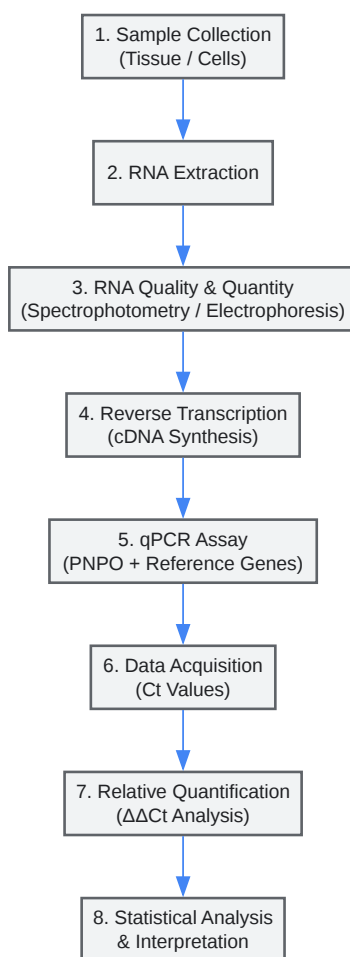 1. Sample Collection
(Tissue / Cells)
2. RNA Extraction
3. RNA Quality & Quantity
(Spectrophotometry / Electrophoresis)
4. Reverse Transcription
(cDNA Synthesis)
5. qPCR Assay
(PNPO + Reference Genes)
6. Data Acquisition
(Ct Values)
7. Relative Quantification
(ΔΔCt Analysis)
8. Statistical Analysis
& Interpretation